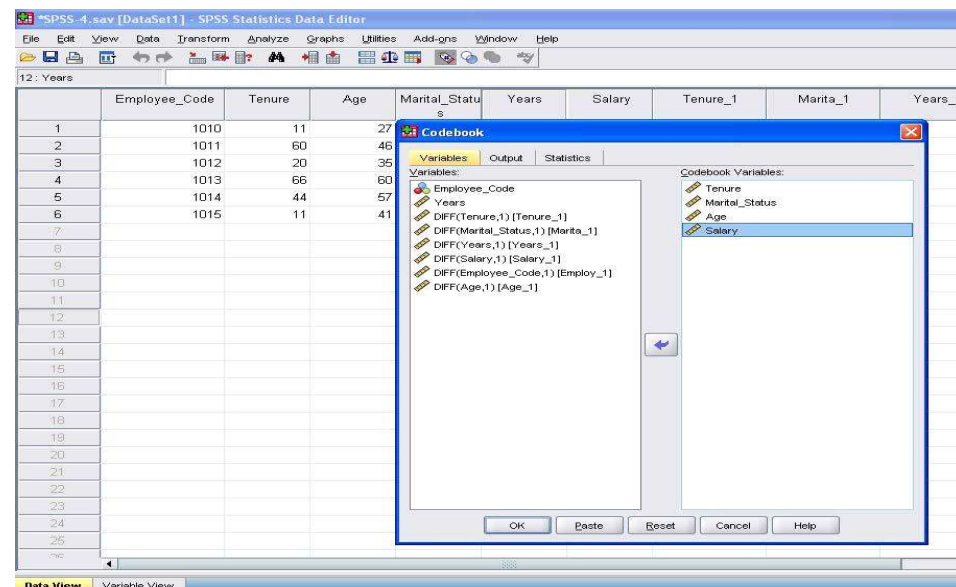 *SPSS-4.sav [DataSet1] - SPSS Statistics Data Editor
File Edit View Data Transform Analyze Graphs Utilities Add-ons Window Help
12 : Years
Employee_Code Tenure Age Marital_Statu s Years Salary Tenure_1 Marita_1 Years_
1 1010 11 27
2 1011 60 46
3 1012 20 35
4 1013 66 60
5 1014 44 57
6 1015 11 41
7
8
9
10
11
12
13
14
15
16
17
18
19
20
21
22
23
24
25
Codebook
Variables Output Statistics
Variables: Codebook Variables:
Employee_Code
Years
DIFF(Tenure,1) [Tenure_1]
DIFF(Marital_Status,1) [Marita_1]
DIFF(Years,1) [Years_1]
DIFF(Salary,1) [Salary_1]
DIFF(Employee_Code,1) [Employ_1]
DIFF(Age,1) [Age_1]
Tenure
Marital_Status
Age
Salary
OK Paste Reset Cancel Help
Data View Variable View